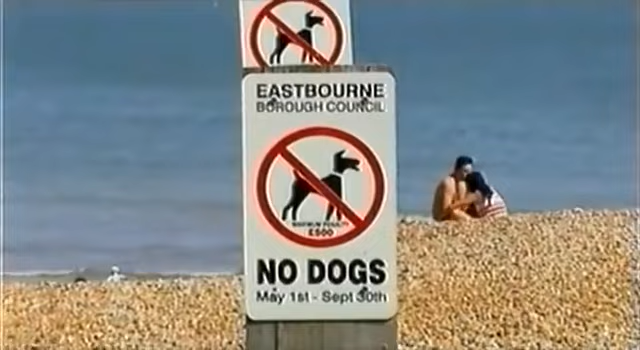 EASTBOURNE
BOROUGH COUNCIL
MAXIMUM PENALTY
£500
NO DOGS
May 1st - Sept 30th